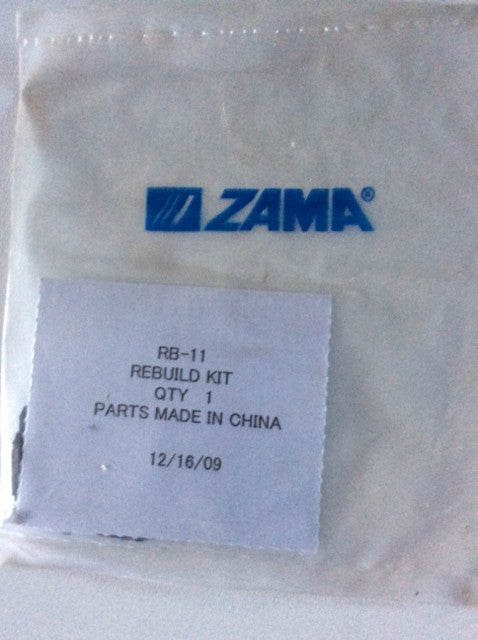 ZAMA®
RB-11
REBUILD KIT
QTY 1
PARTS MADE IN CHINA
12/16/09